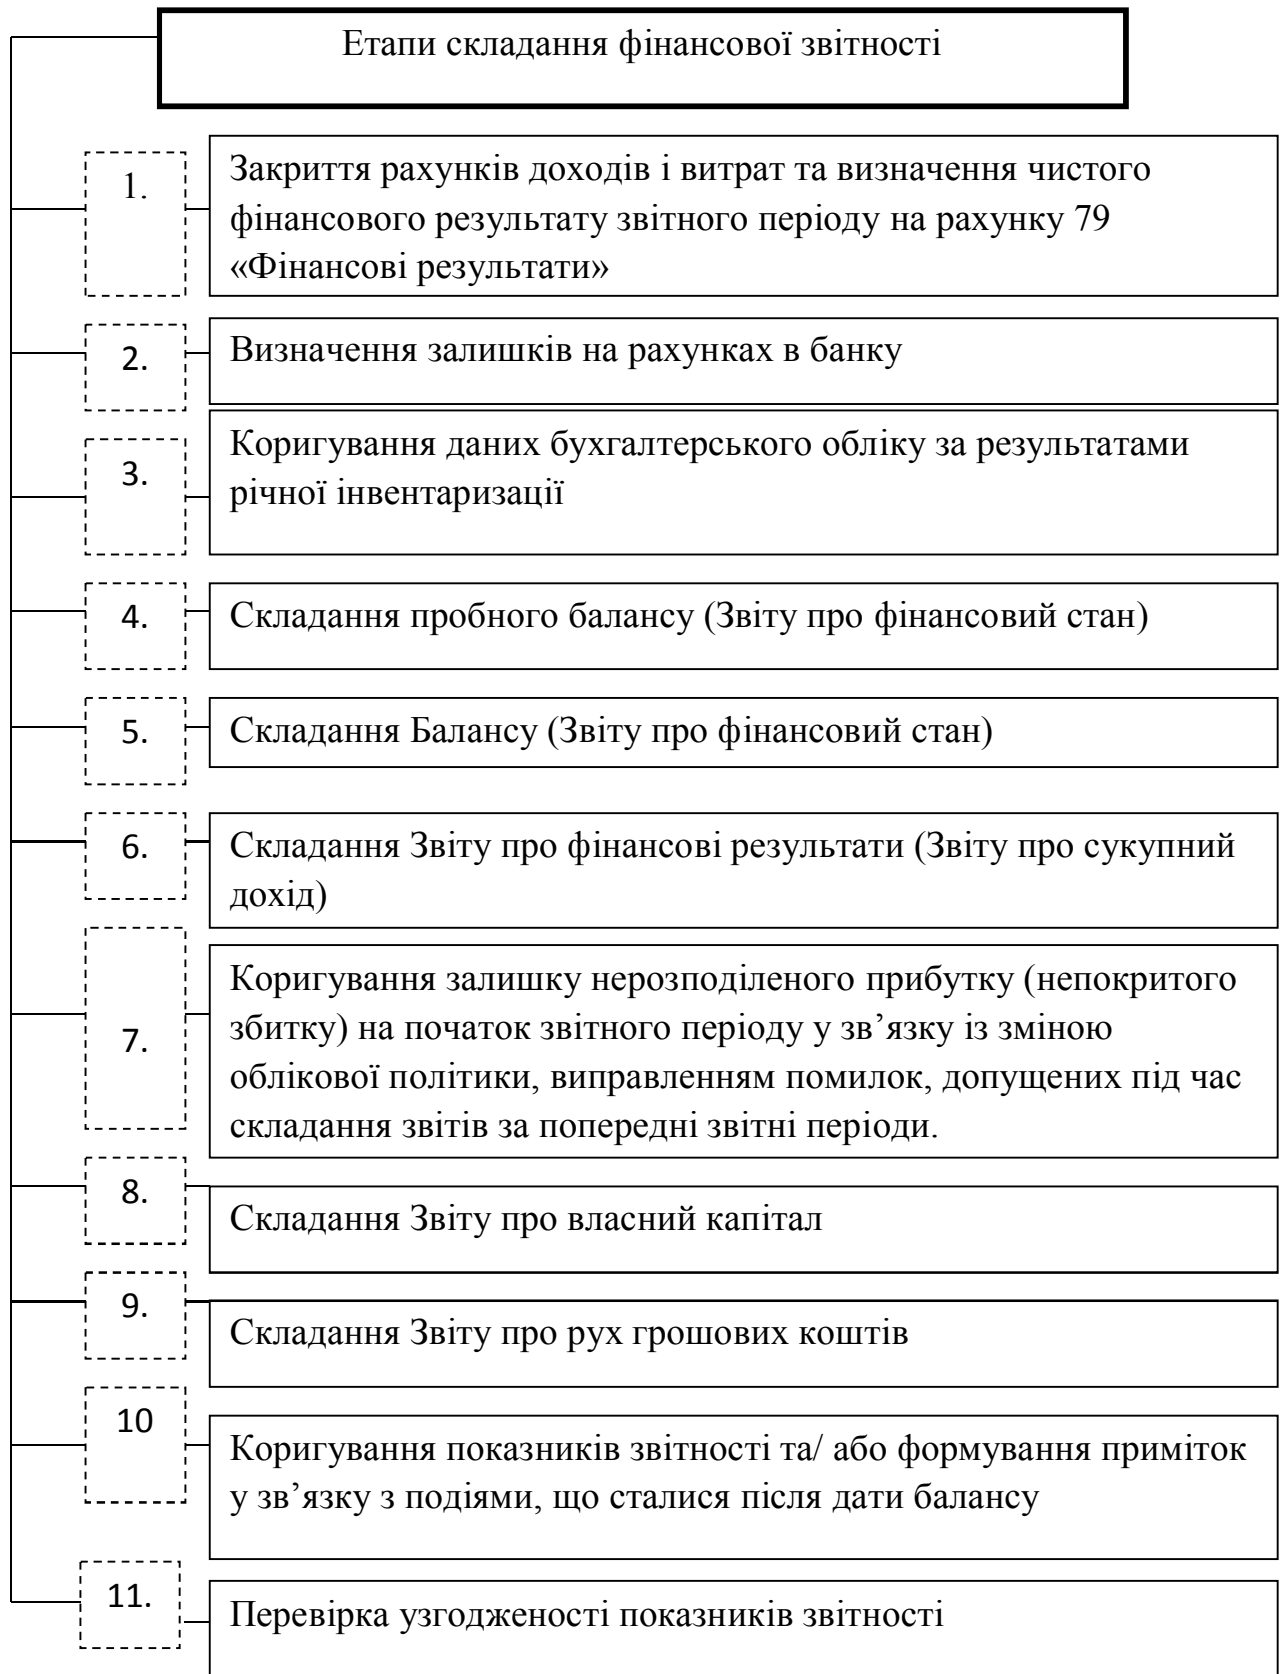 Етапи складання фінансової звітності
1.
Закриття рахунків доходів і витрат та визначення чистого
фінансового результату звітного періоду на рахунку 79
«Фінансові результати»
2.
Визначення залишків на рахунках в банку
3.
Коригування даних бухгалтерського обліку за результатами
річної інвентаризації
4.
Складання пробного балансу (Звіту про фінансовий стан)
5.
Складання Балансу (Звіту про фінансовий стан)
6.
Складання Звіту про фінансові результати (Звіту про сукупний
дохід)
7.
Коригування залишку нерозподіленого прибутку (непокритого
збитку) на початок звітного періоду у зв’язку із зміною
облікової політики, виправленням помилок, допущених під час
складання звітів за попередні звітні періоди.
8.
Складання Звіту про власний капітал
9.
Складання Звіту про рух грошових коштів
10
Коригування показників звітності та/ або формування приміток
у зв’язку з подіями, що сталися після дати балансу
11.
Перевірка узгодженості показників звітності